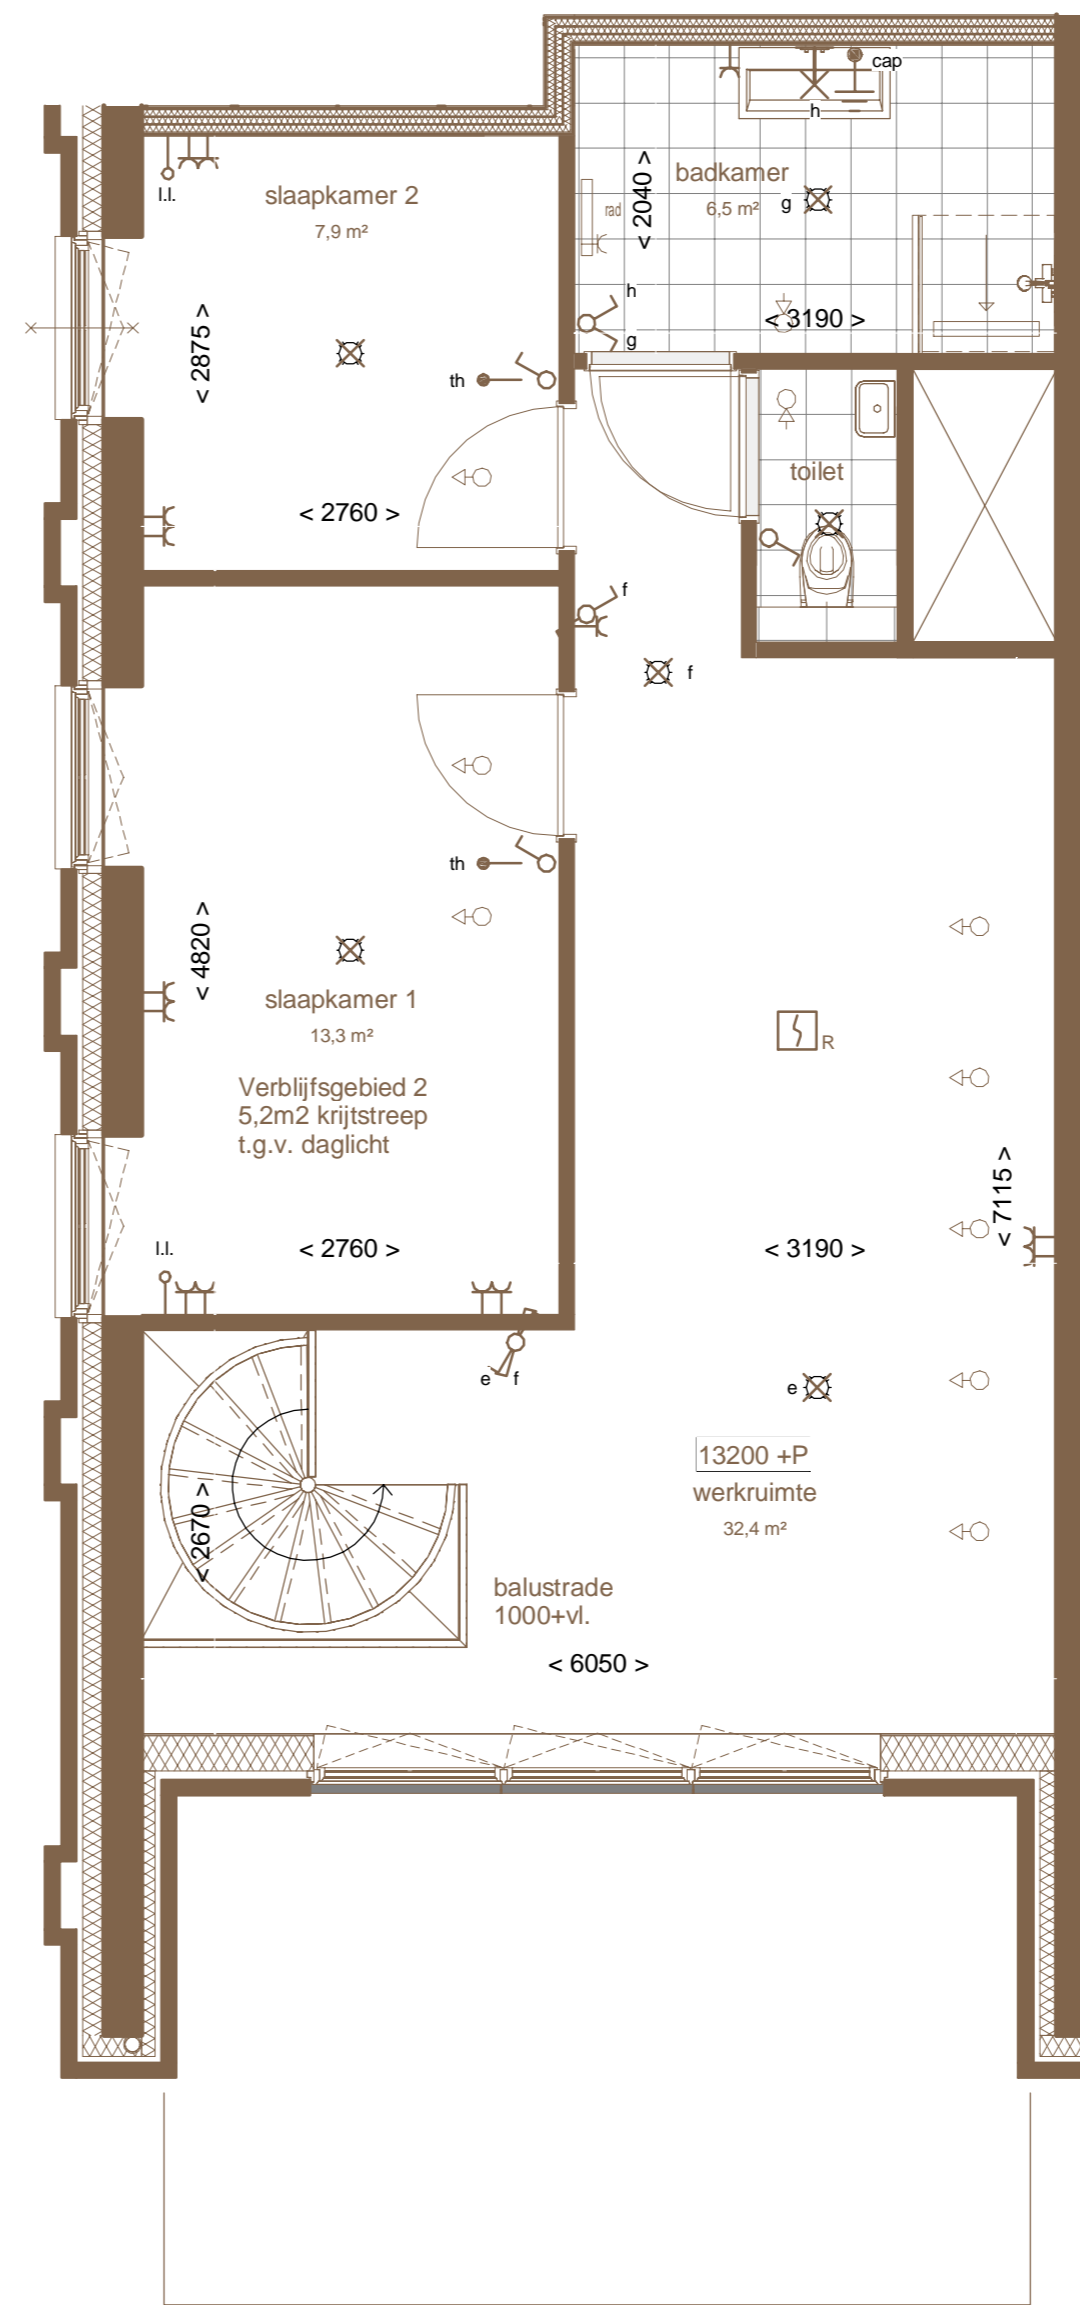 cap
h
badkamer
6,5 m²
g
rad
< 2040 >
slaapkamer 2
7,9 m²
l.l.
h
g
< 3190 >
< 2875 >
th
toilet
< 2760 >
f
f
th
< 4820 >
slaapkamer 1
13,3 m²
R
Verblijfsgebied 2
5,2m2 krijtstreep
t.g.v. daglicht
< 7115 >
l.l.
< 2760 >
< 3190 >
e f
e
13200 +P
werkruimte
32,4 m²
< 2670 >
balustrade
1000+vl.
< 6050 >